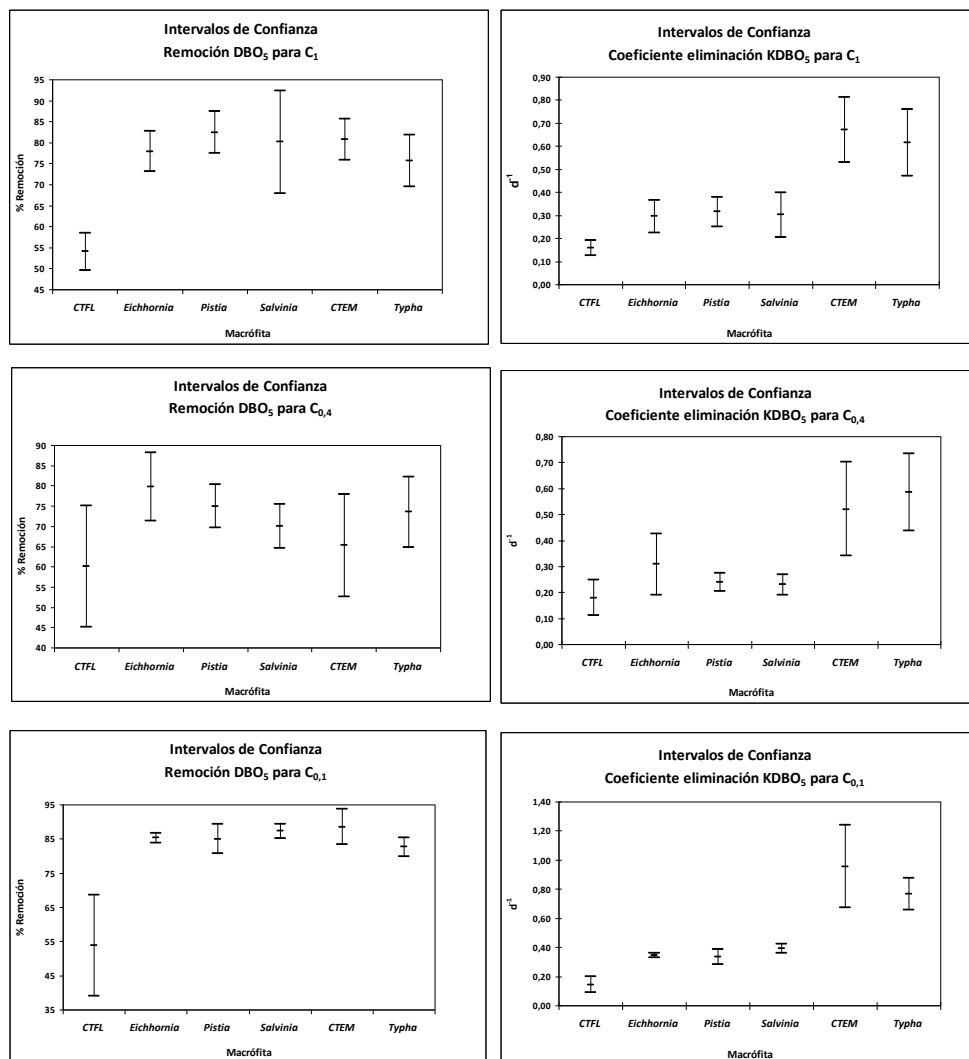 Intervalos de Confianza
Remoción DBO₅ para C₁
95
90
85
80
75
70
65
60
55
50
45
% Remoción
CTFL Eichhornia Pistia Salvinia CTEM Typha
Macrófita
Intervalos de Confianza
Coeficiente eliminación KDBO₅ para C₁
0,90
0,80
0,70
0,60
0,50
0,40
0,30
0,20
0,10
0,00
d⁻¹
CTFL Eichhornia Pistia Salvinia CTEM Typha
Macrófita
Intervalos de Confianza
Remoción DBO₅ para C₀,₄
90
85
80
75
70
65
60
55
50
45
40
% Remoción
CTFL Eichhornia Pistia Salvinia CTEM Typha
Macrófita
Intervalos de Confianza
Coeficiente eliminación KDBO₅ para C₀,₄
0,80
0,70
0,60
0,50
0,40
0,30
0,20
0,10
0,00
d⁻¹
CTFL Eichhornia Pistia Salvinia CTEM Typha
Macrófita
Intervalos de Confianza
Remoción DBO₅ para C₀,₁
95
85
75
65
55
45
35
% Remoción
CTFL Eichhornia Pistia Salvinia CTEM Typha
Macrófita
Intervalos de Confianza
Coeficiente eliminación KDBO₅ para C₀,₁
1,40
1,20
1,00
0,80
0,60
0,40
0,20
0,00
d⁻¹
CTFL Eichhornia Pistia Salvinia CTEM Typha
Macrófita